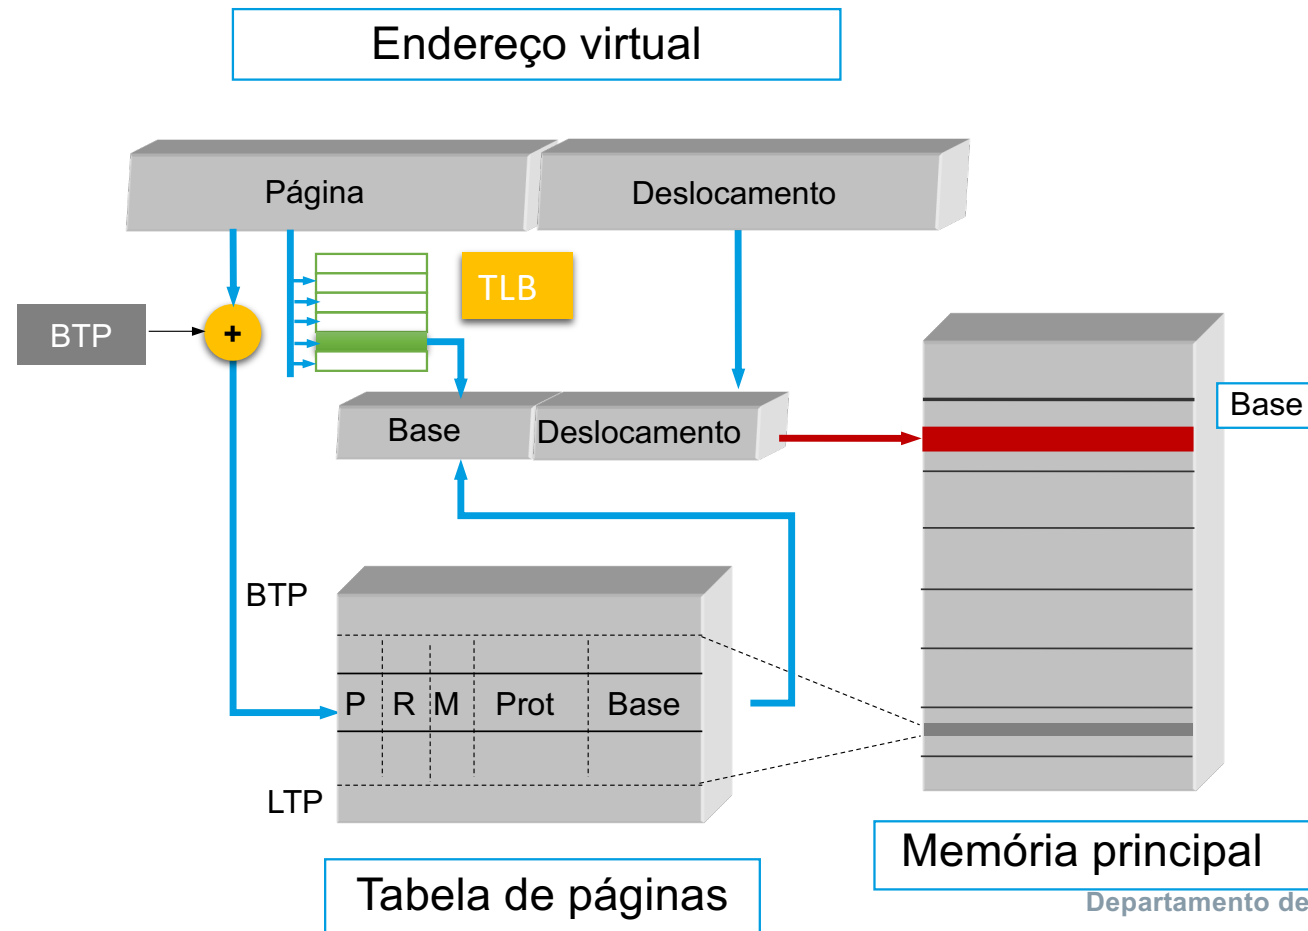 Endereço virtual
Página
Deslocamento
TLB
BTP
+
Base
Base
Deslocamento
BTP
P R M Prot Base
LTP
Memória principal
Tabela de páginas
Departamento de